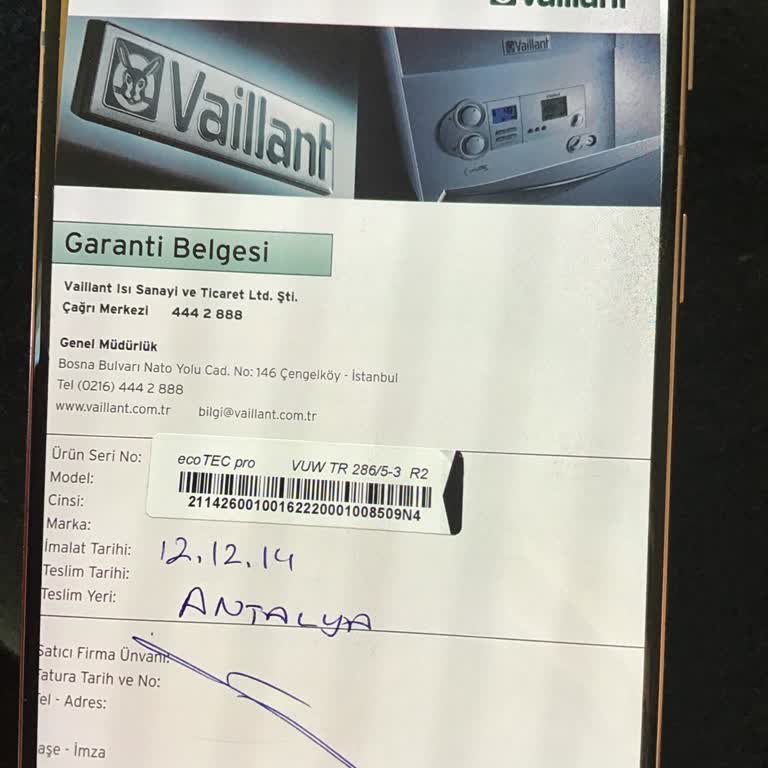 Vaillant
Vaillant
Vaillant
Garanti Belgesi
Vaillant Isı Sanayi ve Ticaret Ltd. Şti.
Çağrı Merkezi 444 2 888
Genel Müdürlük
Bosna Bulvarı Nato Yolu Cad. No: 146 Çengelköy - İstanbul
Tel (0216) 444 2 888
www.vaillant.com.tr bilgi@vaillant.com.tr
Ürün Seri No:
ecoTEC pro VUW TR 286/5-3 R2
Model:
Cinsi:
21142600100162220001008509N4
Marka:
İmalat Tarihi: 12.12.14
Teslim Tarihi:
Teslim Yeri: ANTALYA
Satıcı Firma Ünvanı:
Fatura Tarih ve No:
Tel - Adres:
aşe - İmza